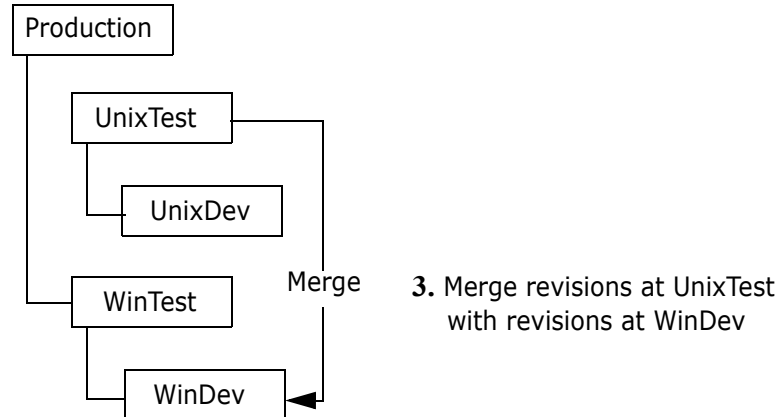 Production
UnixTest
UnixDev
WinTest
Merge
3. Merge revisions at UnixTest
with revisions at WinDev
WinDev